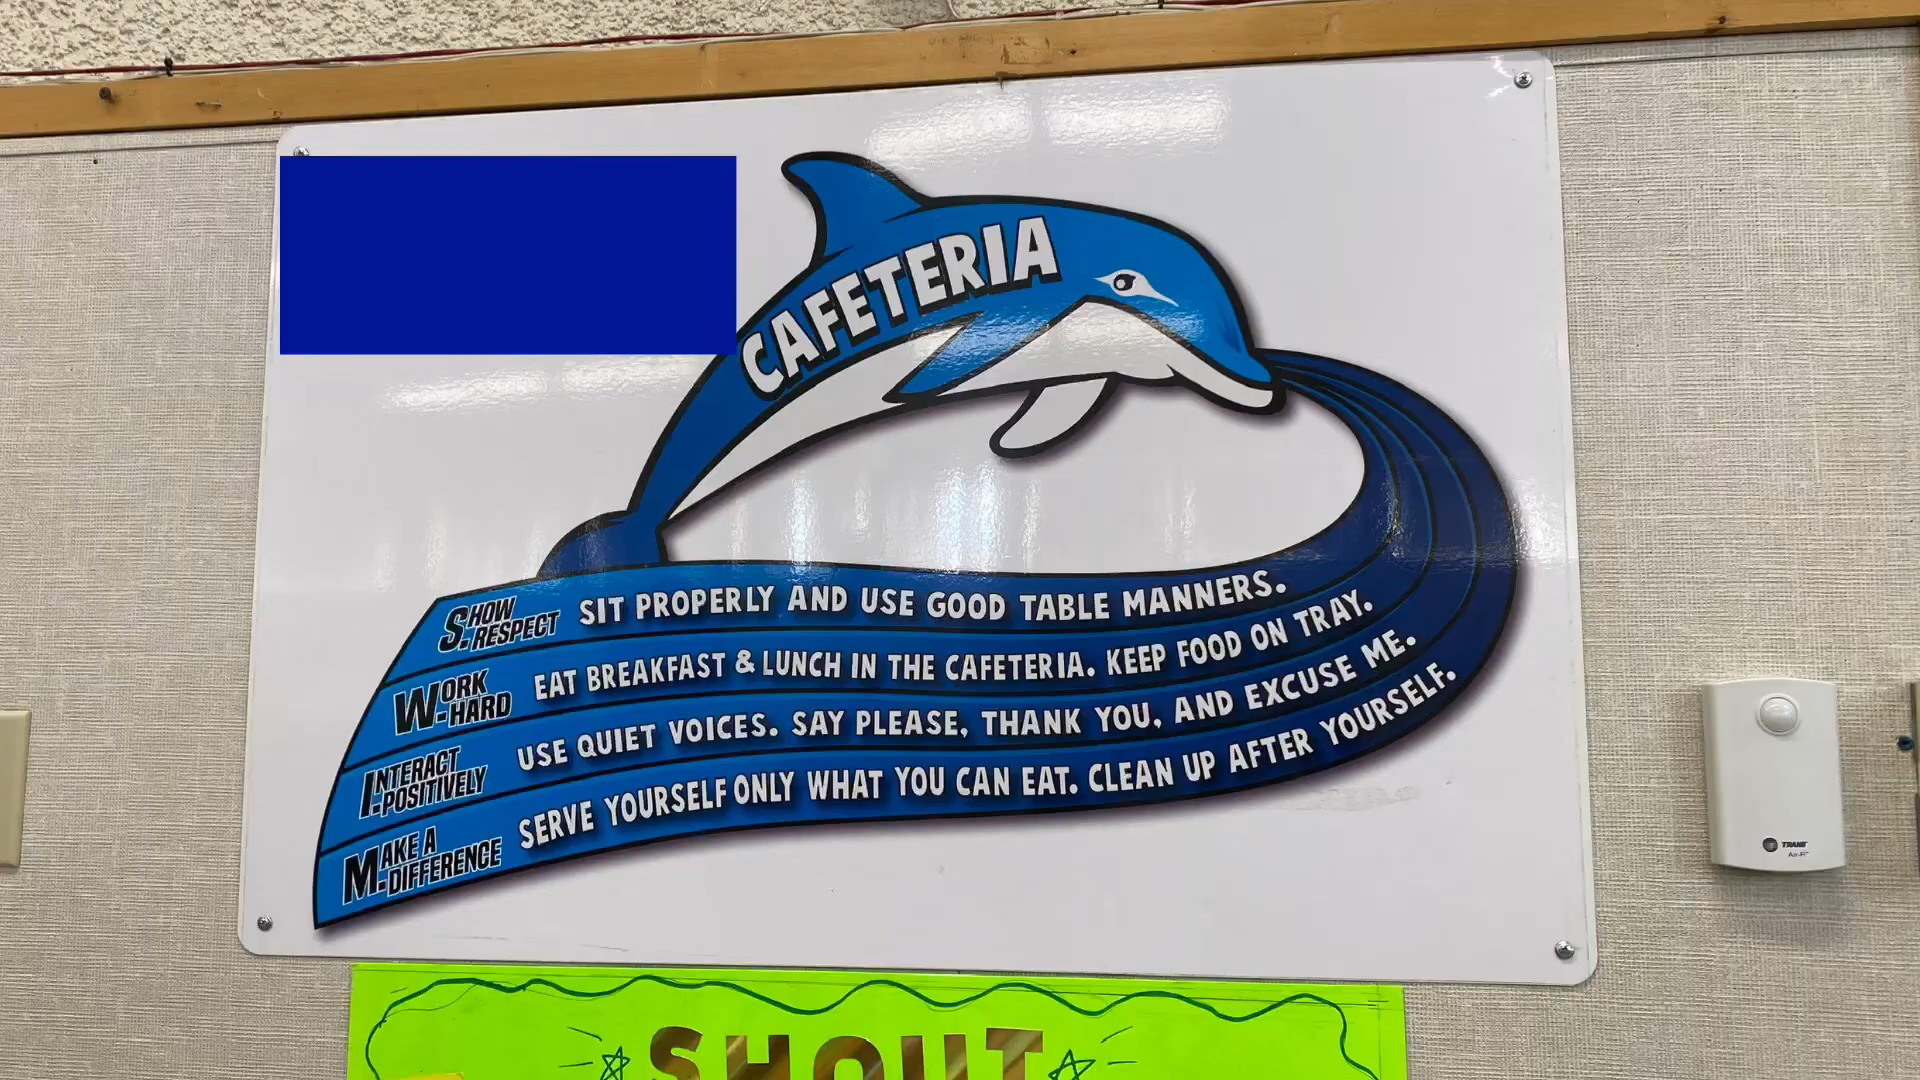 CAFETERIA
S.HOW RESPECT SIT PROPERLY AND USE GOOD TABLE MANNERS.
W.ORK HARD EAT BREAKFAST & LUNCH IN THE CAFETERIA. KEEP FOOD ON TRAY.
I.NTERACT POSITIVELY USE QUIET VOICES. SAY PLEASE, THANK YOU, AND EXCUSE ME.
M.AKE A DIFFERENCE SERVE YOURSELF ONLY WHAT YOU CAN EAT. CLEAN UP AFTER YOURSELF.
TRANE
Air-Fi
SHOUT